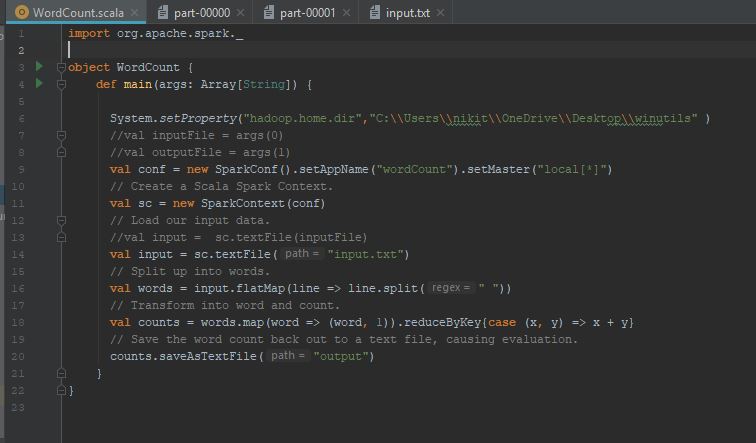 WordCount.scala part-00000 part-00001 input.txt
1 import org.apache.spark._
2
3 object WordCount {
4 def main(args: Array[String]) {
5
6 System.setProperty("hadoop.home.dir","C:\\Users\\nikit\\OneDrive\\Desktop\\winutils" )
7 //val inputFile = args(0)
8 //val outputFile = args(1)
9 val conf = new SparkConf().setAppName("wordCount").setMaster("local[*]")
10 // Create a Scala Spark Context.
11 val sc = new SparkContext(conf)
12 // Load our input data.
13 //val input =  sc.textFile(inputFile)
14 val input = sc.textFile( path = "input.txt")
15 // Split up into words.
16 val words = input.flatMap(line => line.split( regex = " "))
17 // Transform into word and count.
18 val counts = words.map(word => (word, 1)).reduceByKey{case (x, y) => x + y}
19 // Save the word count back out to a text file, causing evaluation.
20 counts.saveAsTextFile( path = "output")
21 }
22 }
23